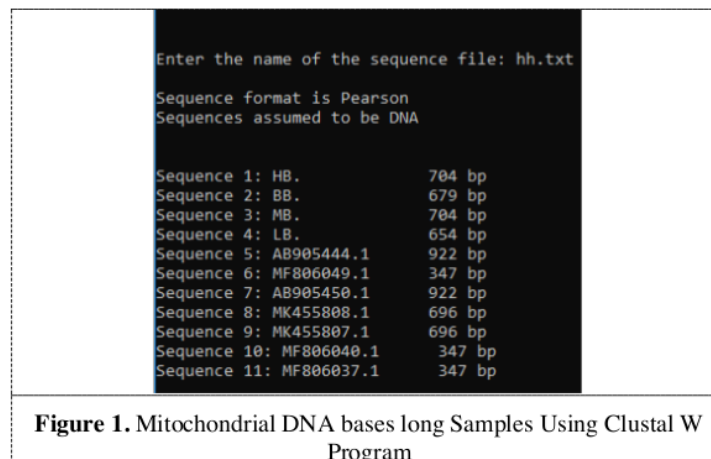 Enter the name of the sequence file: hh.txt
Sequence format is Pearson
Sequences assumed to be DNA
Sequence 1: HB. 704 bp
Sequence 2: BB. 679 bp
Sequence 3: MB. 704 bp
Sequence 4: LB. 654 bp
Sequence 5: AB905444.1 922 bp
Sequence 6: MF806049.1 347 bp
Sequence 7: AB905450.1 922 bp
Sequence 8: MK455808.1 696 bp
Sequence 9: MK455807.1 696 bp
Sequence 10: MF806040.1 347 bp
Sequence 11: MF806037.1 347 bp
Figure 1. Mitochondrial DNA bases long Samples Using Clustal W
Program